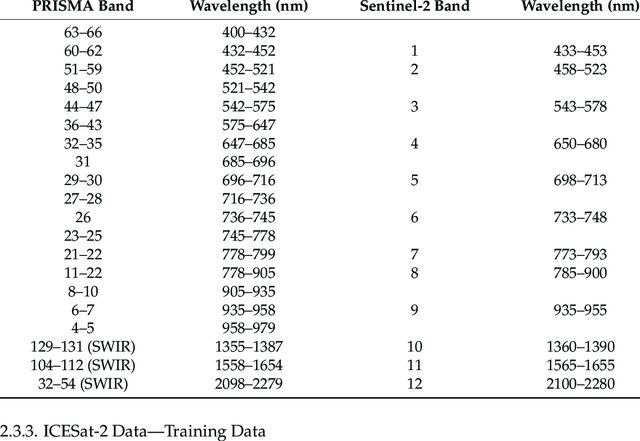 PRISMA Band Wavelength (nm) Sentinel-2 Band Wavelength (nm)
63–66 400–432
60–62 432–452 1 433–453
51–59 452–521 2 458–523
48–50 521–542
44–47 542–575 3 543–578
36–43 575–647
32–35 647–685 4 650–680
31 685–696
29–30 696–716 5 698–713
27–28 716–736
26 736–745 6 733–748
23–25 745–778
21–22 778–799 7 773–793
11–22 778–905 8 785–900
8–10 905–935
6–7 935–958 9 935–955
4–5 958–979
129–131 (SWIR) 1355–1387 10 1360–1390
104–112 (SWIR) 1558–1654 11 1565–1655
32–54 (SWIR) 2098–2279 12 2100–2280
2.3.3. ICESat-2 Data—Training Data